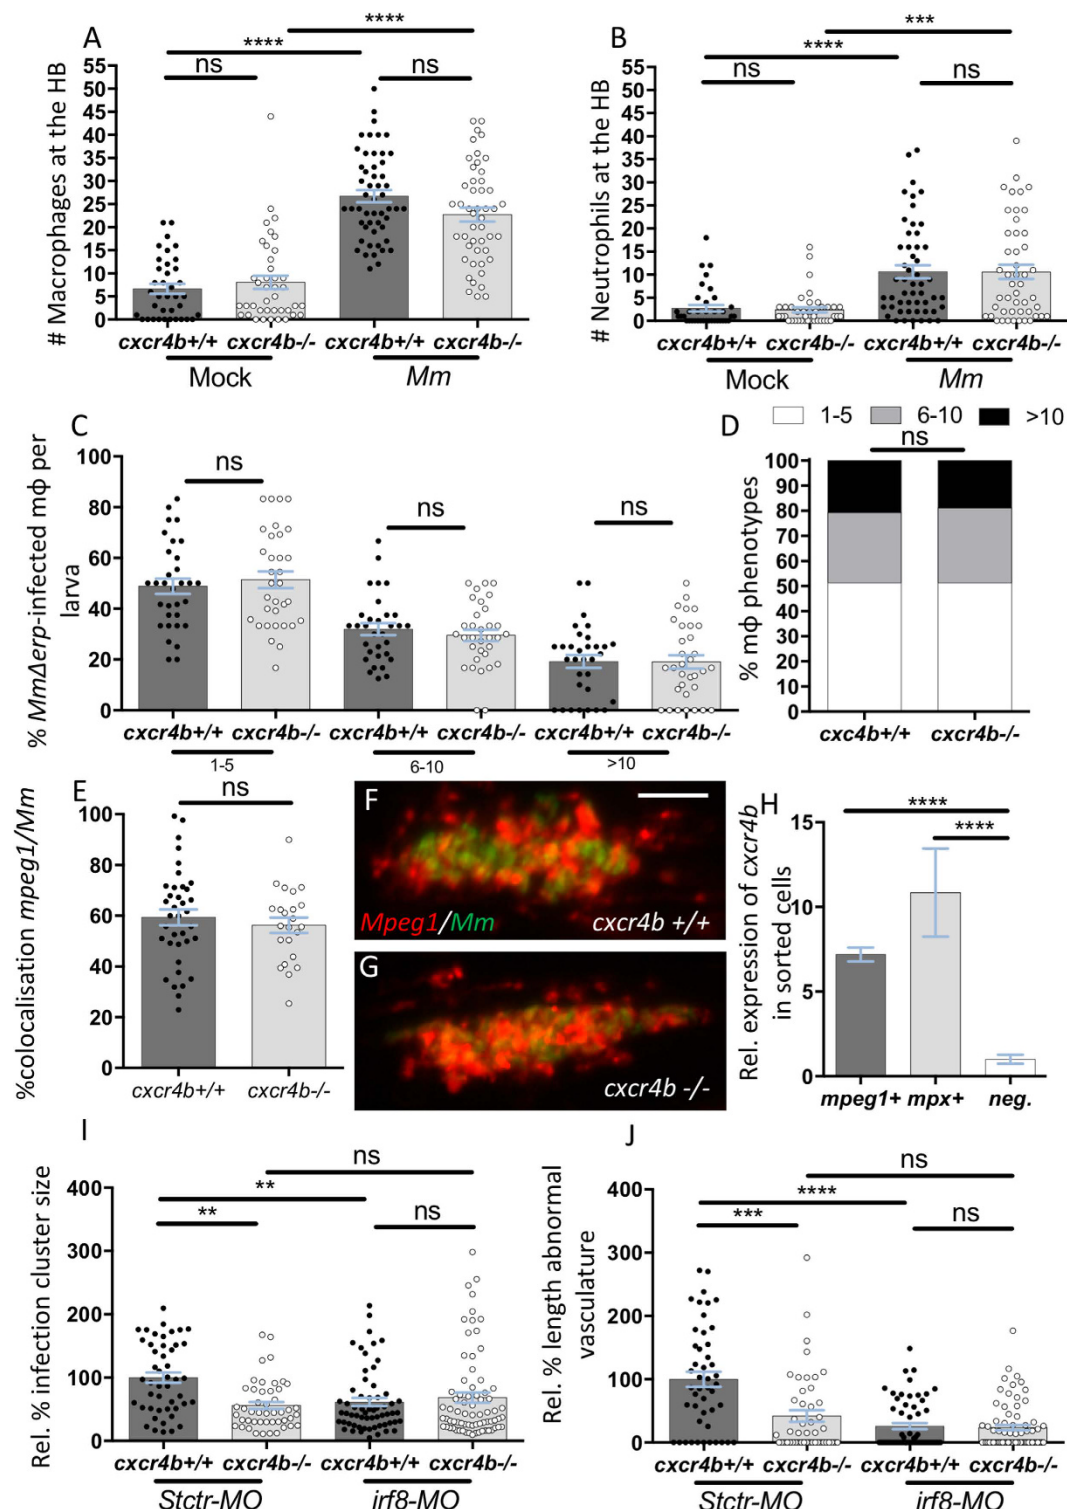 A
****
****
ns
ns
# Macrophages at the HB
55
50
45
40
35
30
25
20
15
10
5
0
cxcr4b+/+ cxcr4b-/- cxcr4b+/+ cxcr4b-/-
Mock Mm
B
***
****
ns
ns
# Neutrophils at the HB
55
50
45
40
35
30
25
20
15
10
5
0
cxcr4b+/+ cxcr4b-/- cxcr4b+/+ cxcr4b-/-
Mock Mm
C
ns
ns
ns
% MmΔerp-infected mφ per
larva
100
80
60
40
20
0
cxcr4b+/+ cxcr4b-/- cxcr4b+/+ cxcr4b-/- cxcr4b+/+ cxcr4b-/-
1-5 6-10 >10
1-5 6-10 >10
D
ns
% mφ phenotypes
100
90
80
70
60
50
40
30
20
10
0
cxc4b+/+ cxcr4b-/-
E
ns
%colocalisation mpeg1/Mm
100
80
60
40
20
0
cxcr4b+/+ cxcr4b-/-
F
Mpeg1/Mm cxcr4b +/+
G
cxcr4b -/-
H
****
****
Rel. expression of cxcr4b
in sorted cells
15
10
5
0
mpeg1+ mpx+ neg.
I
ns
**
**
ns
Rel. % infection cluster size
400
300
200
100
0
cxcr4b+/+ cxcr4b-/- cxcr4b+/+ cxcr4b-/-
Stctr-MO irf8-MO
J
ns
****
***
ns
Rel. % length abnormal
vasculature
400
300
200
100
0
cxcr4b+/+ cxcr4b-/- cxcr4b+/+ cxcr4b-/-
Stctr-MO irf8-MO